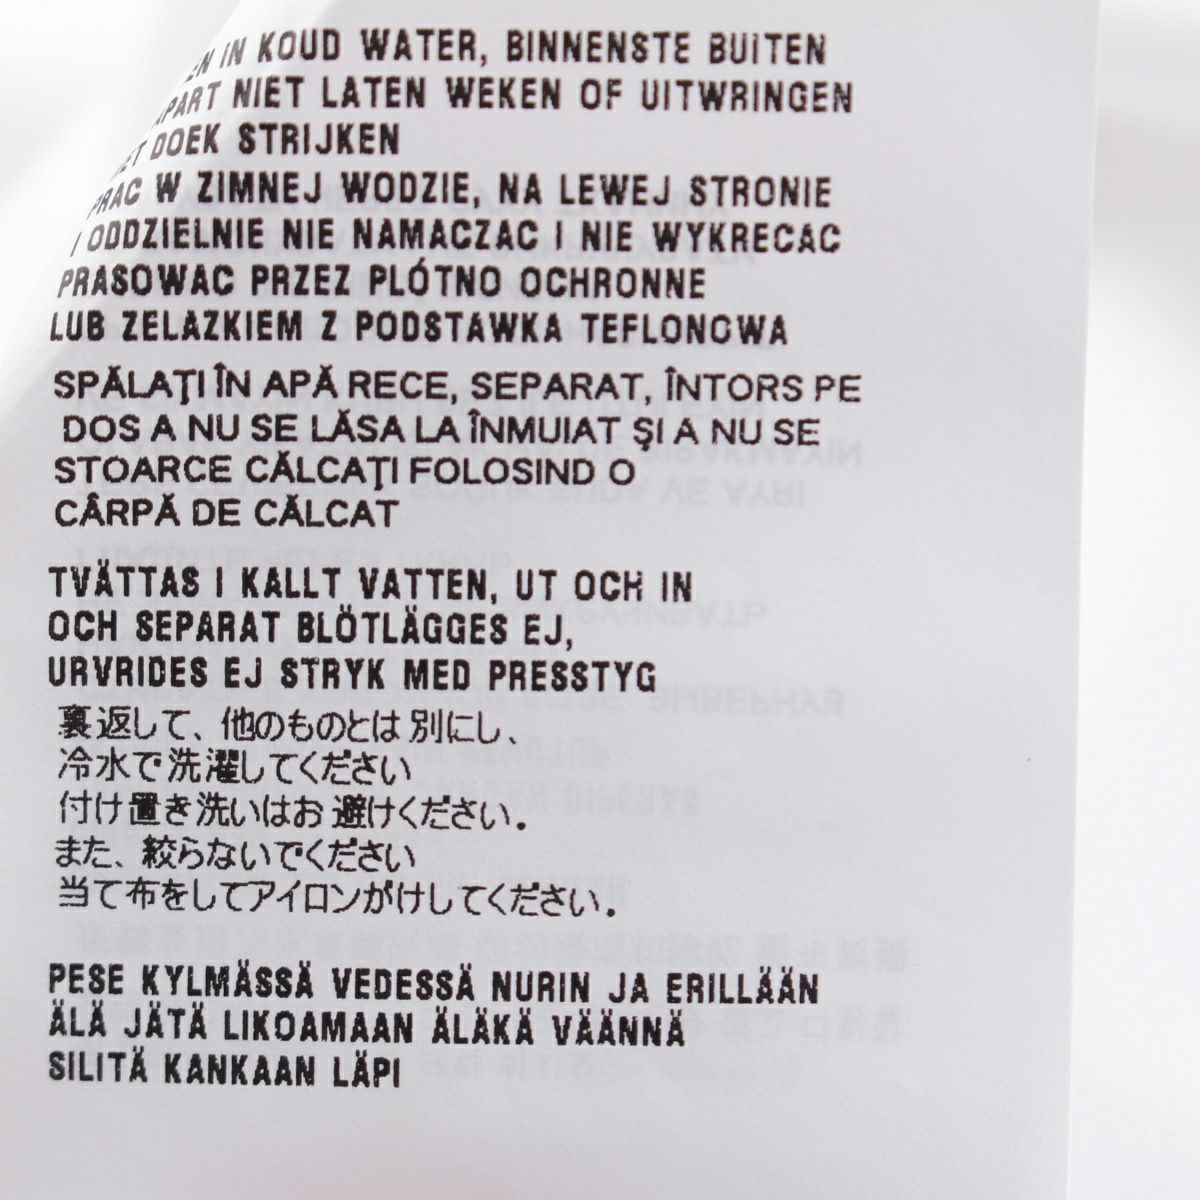 IN KOUD WATER, BINNENSTE BUITEN
APART NIET LATEN WEKEN OF UITWRINGEN
DOEK STRIJKEN
PRAC W ZIMNEJ WODZIE, NA LEWEJ STRONIE
I ODDZIELNIE NIE NAMACZAC I NIE WYKRECAC
PRASOWAC PRZEZ PLÓTNO OCHRONNE
LUB ZELAZKIEM Z PODSTAWKA TEFLONOWA
SPĂLAŢI ÎN APĂ RECE, SEPARAT, ÎNTORS PE
DOS A NU SE LĂSA LA ÎNMUIAT ŞI A NU SE
STOARCE CĂLCAŢI FOLOSIND O
CÂRPĂ DE CĂLCAT
TVÄTTAS I KALLT VATTEN, UT OCH IN
OCH SEPARAT BLÖTLÄGGES EJ,
URVRIDES EJ STRYK MED PRESSTYG
裏返して、他のものとは別にし、
冷水で洗濯してください
付け置き洗いはお避けください。
また、絞らないでください
当て布をしてアイロンがけしてください。
PESE KYLMÄSSÄ VEDESSÄ NURIN JA ERILLÄÄN
ÄLÄ JÄTÄ LIKOAMAAN ÄLÄKÄ VÄÄNNÄ
SILITÄ KANKAAN LÄPI